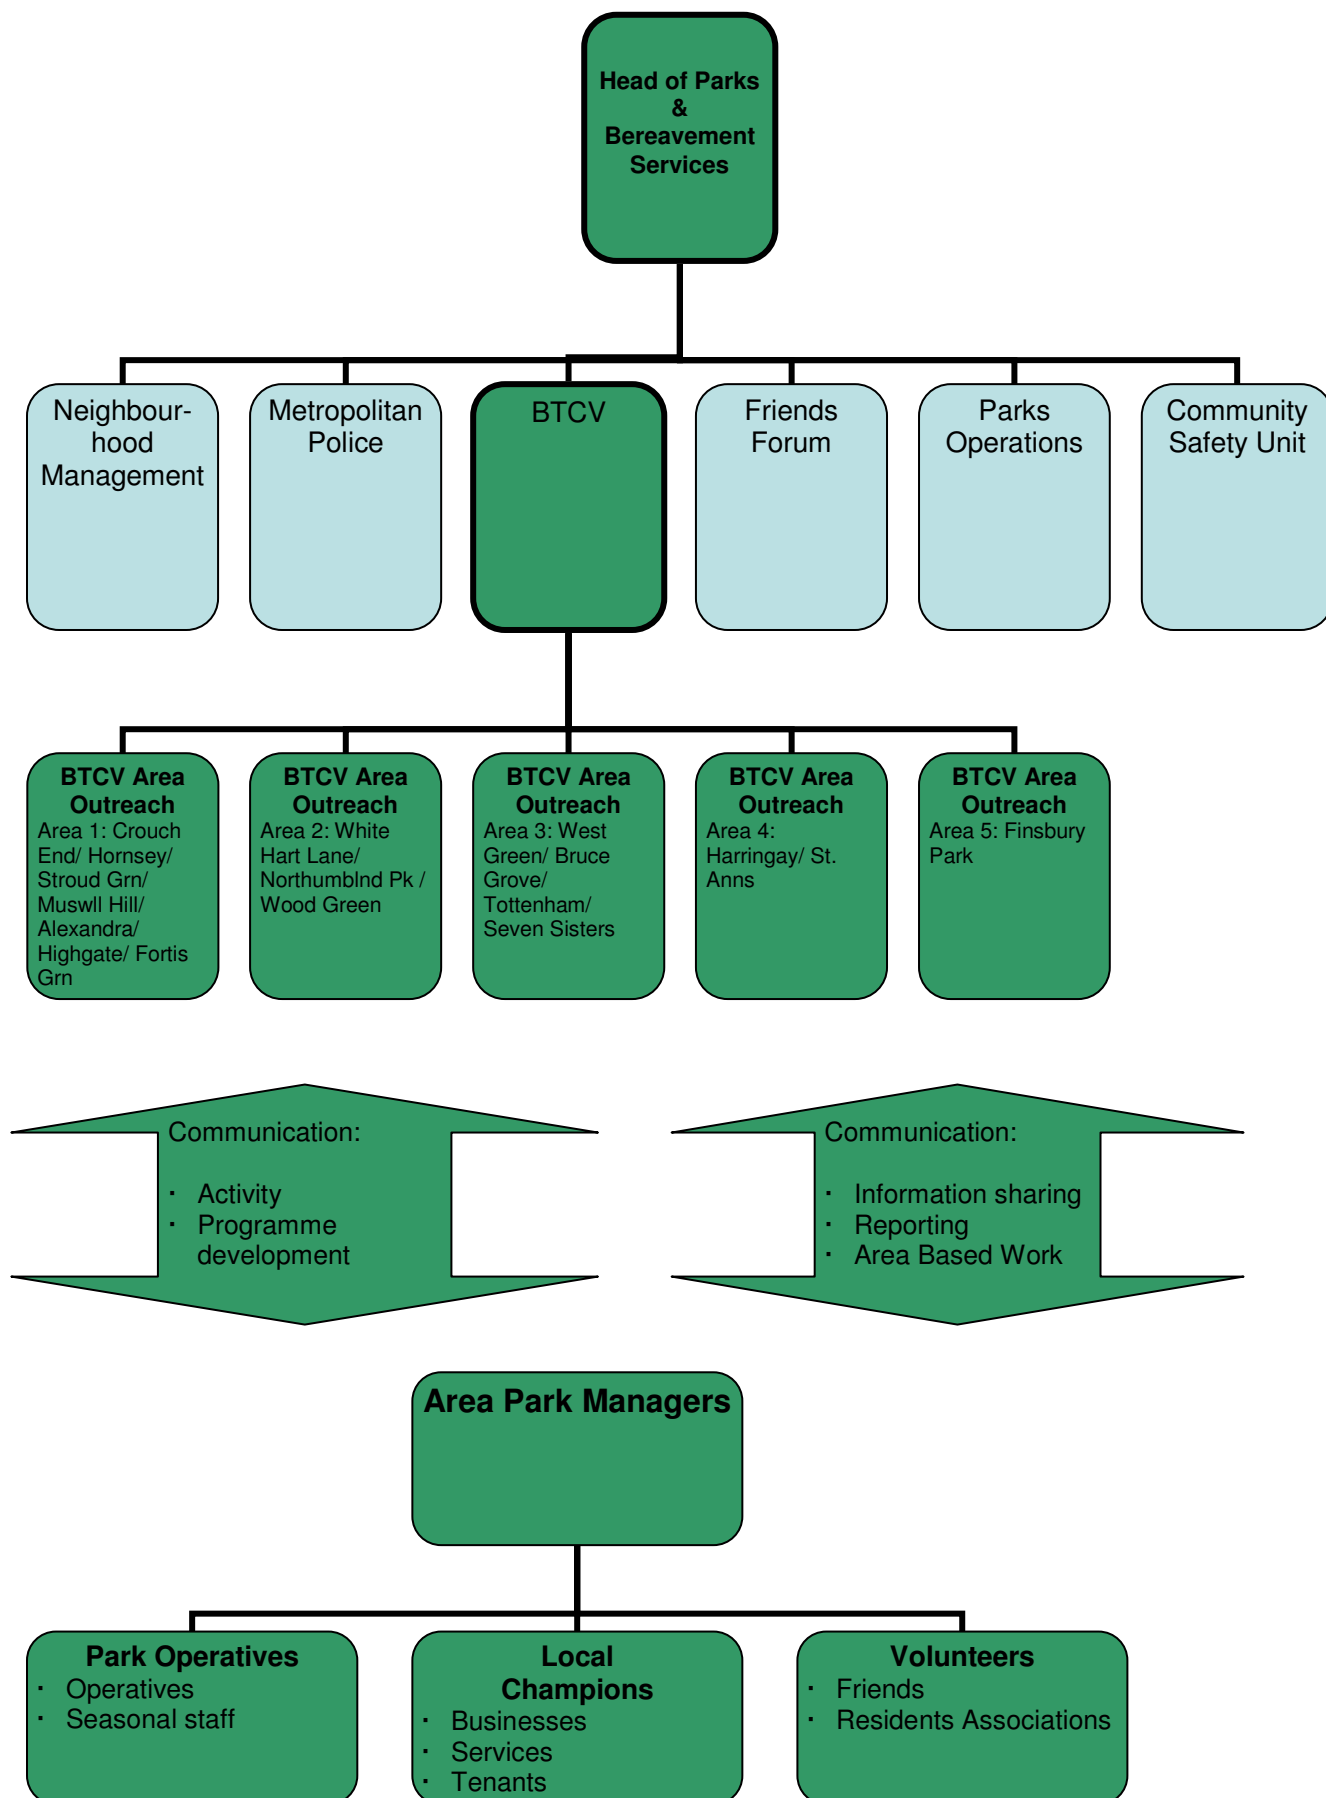 Head of Parks
&
Bereavement
Services
Neighbour-
hood
Management
Metropolitan
Police
BTCV
Friends
Forum
Parks
Operations
Community
Safety Unit
BTCV Area
Outreach
Area 1: Crouch
End/ Hornsey/
Stroud Grn/
Muswll Hill/
Alexandra/
Highgate/ Fortis
Grn
BTCV Area
Outreach
Area 2: White
Hart Lane/
Northumblnd Pk /
Wood Green
BTCV Area
Outreach
Area 3: West
Green/ Bruce
Grove/
Tottenham/
Seven Sisters
BTCV Area
Outreach
Area 4:
Harringay/ St.
Anns
BTCV Area
Outreach
Area 5: Finsbury
Park
Communication:
· Activity
· Programme
development
Communication:
· Information sharing
· Reporting
· Area Based Work
Area Park Managers
Park Operatives
· Operatives
· Seasonal staff
Local
Champions
· Businesses
· Services
· Tenants
Volunteers
· Friends
· Residents Associations